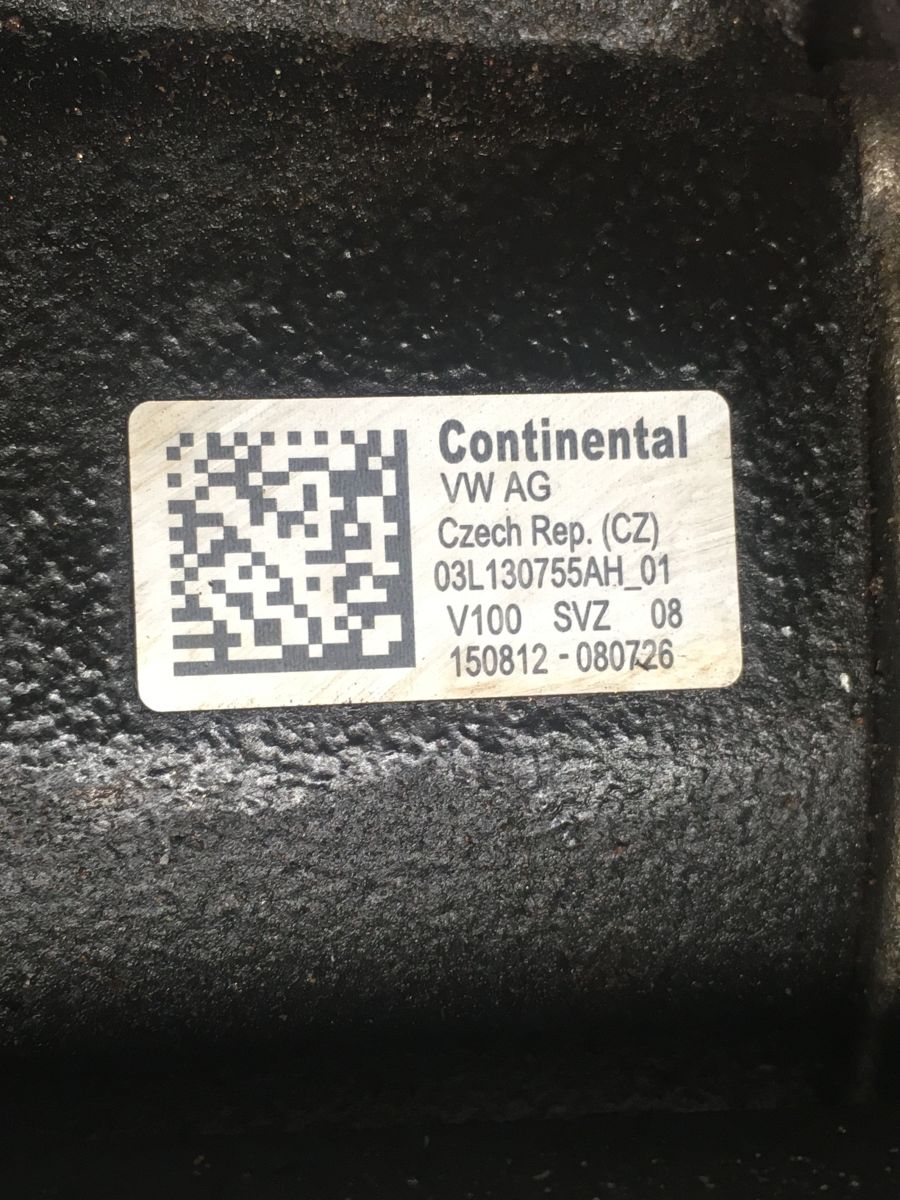 Continental
VW AG
Czech Rep. (CZ)
03L130755AH_01
V100 SVZ 08
150812 - 080726